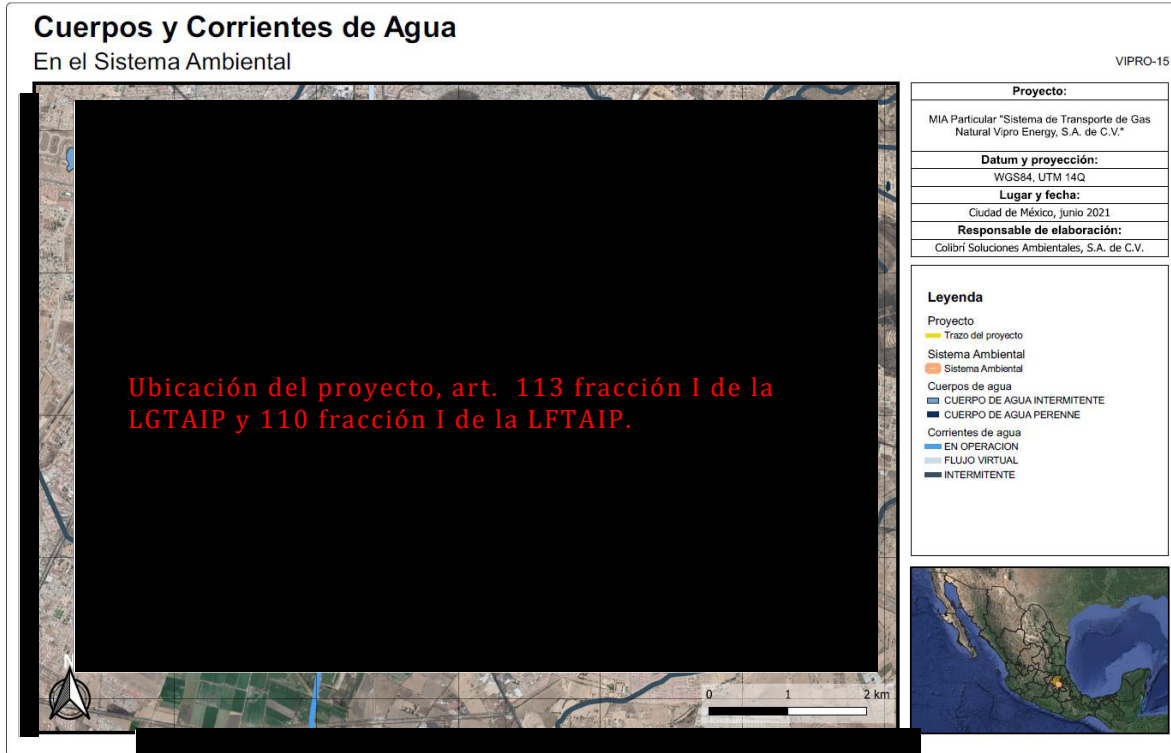 Cuerpos y Corrientes de Agua
En el Sistema Ambiental
VIPRO-15
Proyecto:
MIA Particular "Sistema de Transporte de Gas
Natural Vipro Energy, S.A. de C.V."
Datum y proyección:
WGS84, UTM 14Q
Lugar y fecha:
Ciudad de México, junio 2021
Responsable de elaboración:
Colibrí Soluciones Ambientales, S.A. de C.V.
Leyenda
Proyecto
Trazo del proyecto
Sistema Ambiental
Sistema Ambiental
Cuerpos de agua
CUERPO DE AGUA INTERMITENTE
CUERPO DE AGUA PERENNE
Corrientes de agua
EN OPERACION
FLUJO VIRTUAL
INTERMITENTE
Ubicación del proyecto, art. 113 fracción I de la
LGTAIP y 110 fracción I de la LFTAIP.
N
0 1 2 km